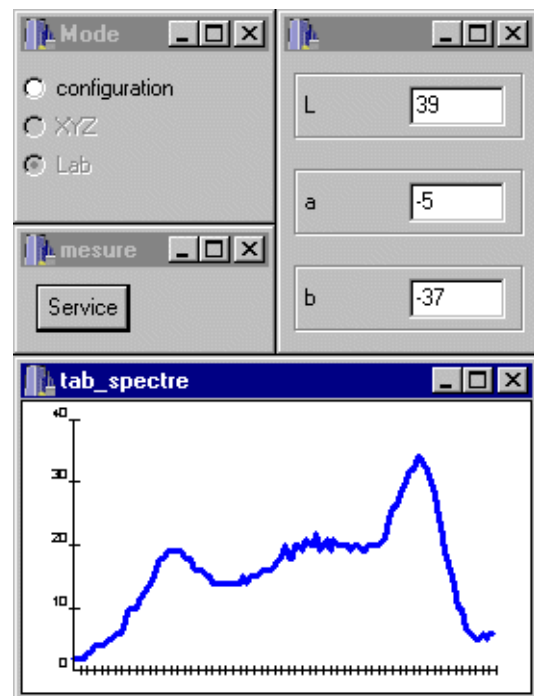 Mode
configuration
XYZ
Lab
mesure
Service
L 39
a -5
b -37
tab_spectre
40
30
20
10
0